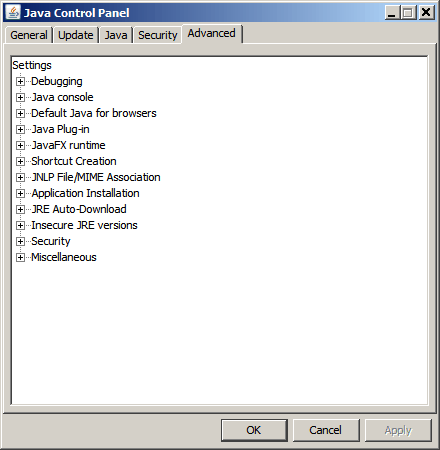 Java Control Panel
General Update Java Security Advanced
Settings
Debugging
Java console
Default Java for browsers
Java Plug-in
JavaFX runtime
Shortcut Creation
JNLP File/MIME Association
Application Installation
JRE Auto-Download
Insecure JRE versions
Security
Miscellaneous
OK Cancel Apply